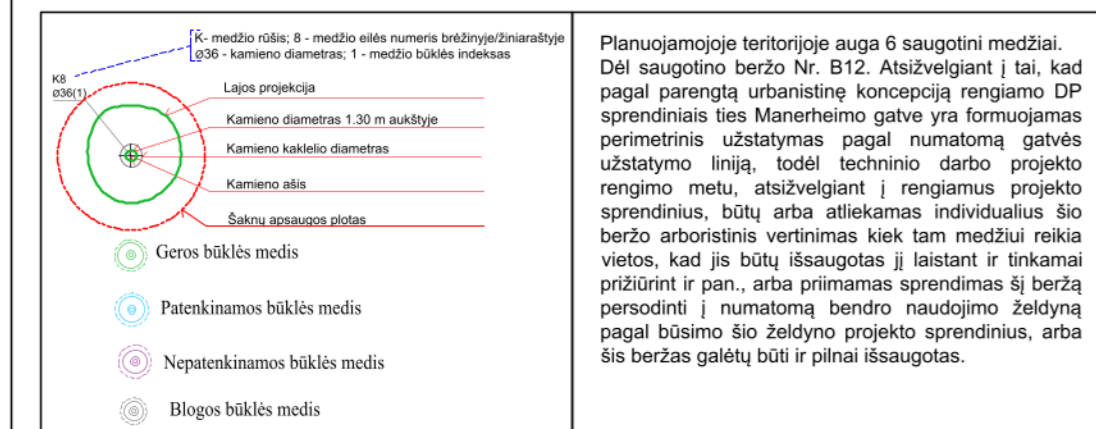 K- medžio rūšis; 8 - medžio eilės numeris brėžinyje/žiniaraštyje
ø36 - kamieno diametras; 1 - medžio būklės indeksas
K8
ø36(1)
Lajos projekcija
Kamieno diametras 1.30 m aukštyje
Kamieno kaklelio diametras
Kamieno ašis
Šaknų apsaugos plotas
Geros būklės medis
Patenkinamos būklės medis
Nepatenkinamos būklės medis
Blogos būklės medis
Planuojamojoje teritorijoje auga 6 saugotini medžiai.
Dėl saugotino beržo Nr. B12. Atsižvelgiant į tai, kad
pagal parengtą urbanistinę koncepciją rengiamo DP
sprendiniais ties Manerheimo gatve yra formuojamas
perimetrinis užstatymas pagal numatomą gatvės
užstatymo liniją, todėl techninio darbo projekto
rengimo metu, atsižvelgiant į rengiamus projekto
sprendinius, būtų arba atliekamas individualius šio
beržo arboristinis vertinimas kiek tam medžiui reikia
vietos, kad jis būtų išsaugotas jį laistant ir tinkamai
prižiūrint ir pan., arba priimamas sprendimas šį beržą
persodinti į numatomą bendro naudojimo želdyną
pagal būsimo šio želdyno projekto sprendinius, arba
šis beržas galėtų būti ir pilnai išsaugotas.